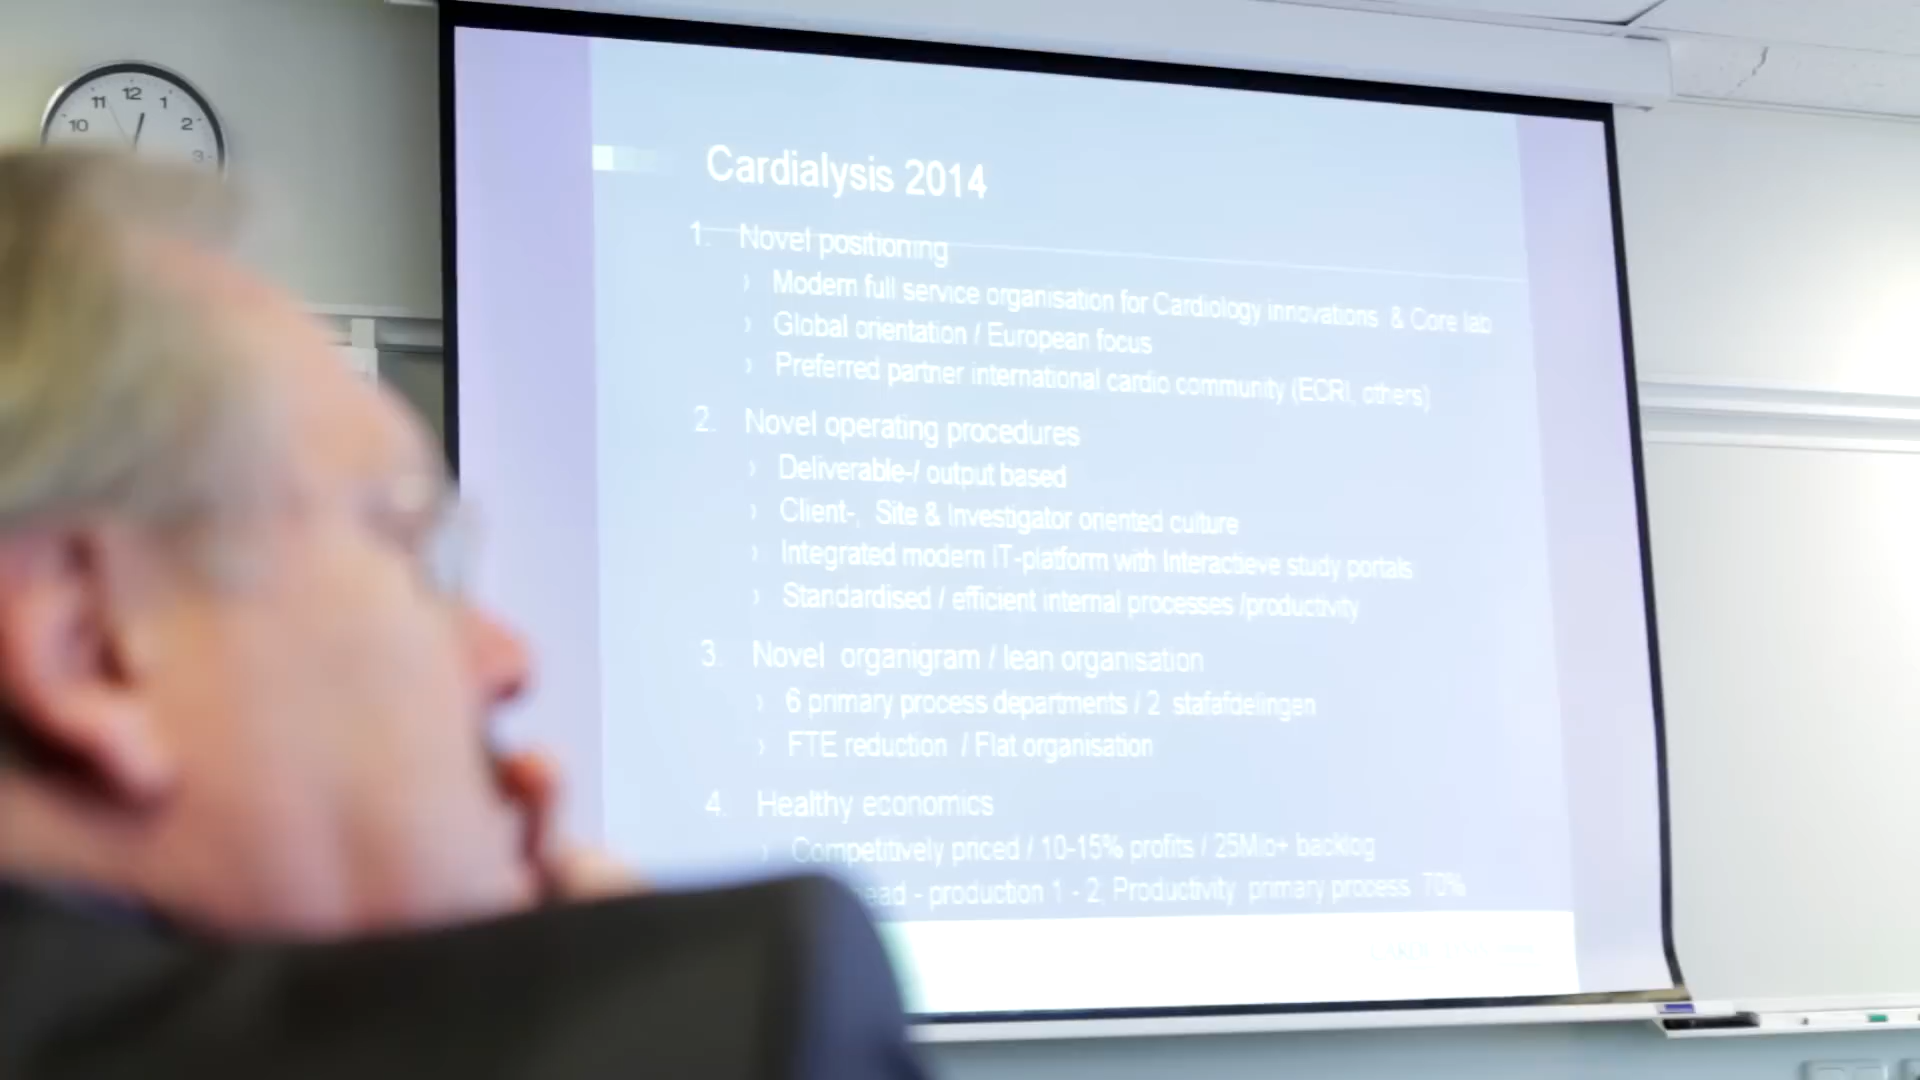 11 12 1
10 2
3
Cardialysis 2014
1. Novel positioning
› Modern full service organisation for Cardiology innovations & Core lab
› Global orientation / European focus
› Preferred partner international cardio community (ECRI, others)
2. Novel operating procedures
› Deliverable-/ output based
› Client-, Site & Investigator oriented culture
› Integrated modern IT-platform with Interactieve study portals
› Standardised / efficient internal processes /productivity
3. Novel organigram / lean organisation
› 6 primary process departments / 2 stafafdelingen
› FTE reduction / Flat organisation
4. Healthy economics
› Competitively priced / 10-15% profits / 25Mio+ backlog
ead - production 1 - 2, Productivity primary process 70%